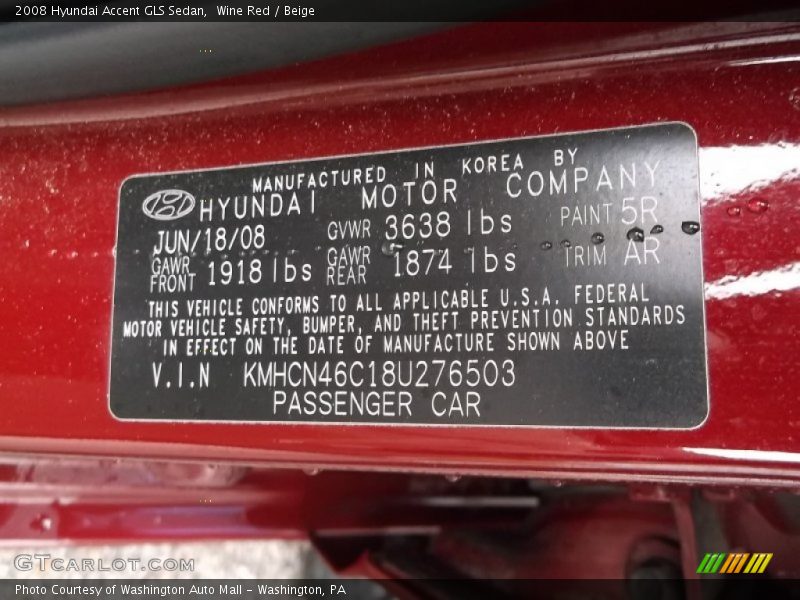 2008 Hyundai Accent GLS Sedan, Wine Red / Beige
MANUFACTURED IN KOREA BY
HYUNDAI MOTOR COMPANY
JUN/18/08 GVWR 3638 lbs PAINT 5R
GAWR FRONT 1918 lbs GAWR REAR 1874 lbs TRIM AR
THIS VEHICLE CONFORMS TO ALL APPLICABLE U.S.A. FEDERAL
MOTOR VEHICLE SAFETY, BUMPER, AND THEFT PREVENTION STANDARDS
IN EFFECT ON THE DATE OF MANUFACTURE SHOWN ABOVE
V.I.N KMHCN46C18U276503
PASSENGER CAR
GTCARLOT.COM
Photo Courtesy of Washington Auto Mall - Washington, PA